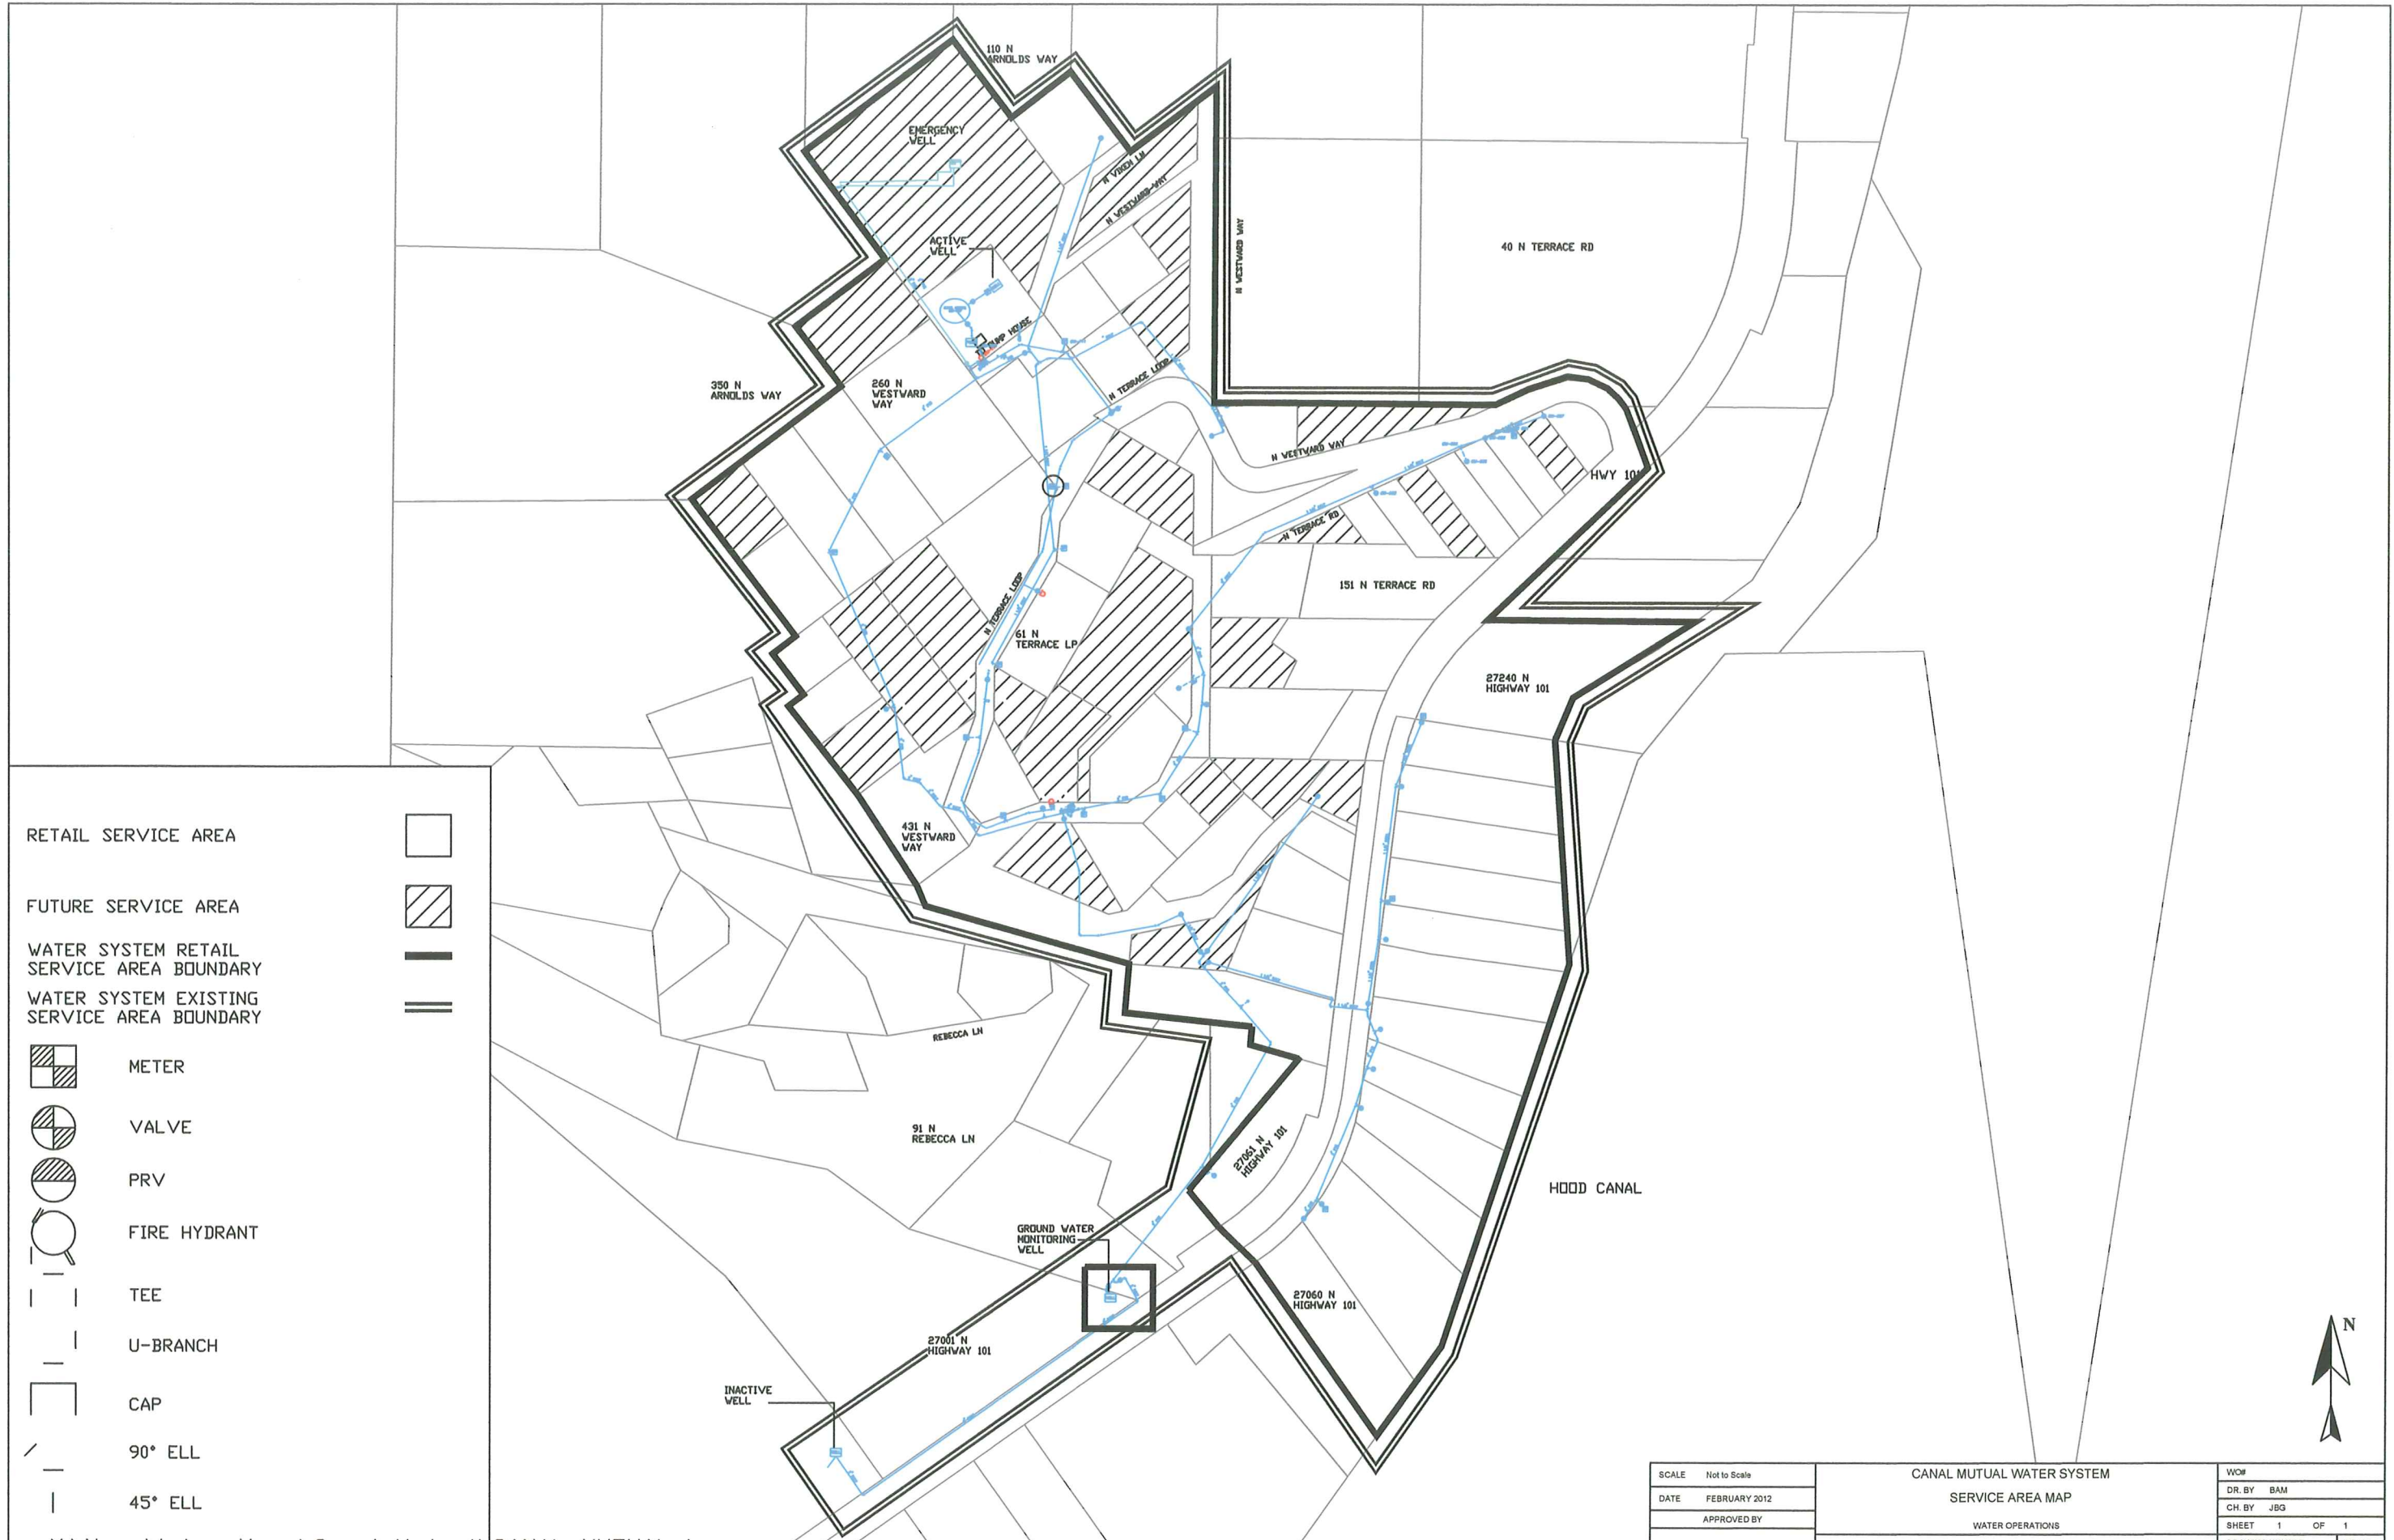 110 N
ARNOLDS WAY
EMERGENCY
WELL
N VIXEN LN
N WESTWARD WAY
N WESTWARD WAY
40 N TERRACE RD
ACTIVE
WELL
PUMP HOUSE
350 N
ARNOLDS WAY
260 N
WESTWARD
WAY
N TERRACE LOOP
N WESTWARD WAY
HWY 101
N TERRACE RD
151 N TERRACE RD
N TERRACE LOOP
61 N
TERRACE LP
27240 N
HIGHWAY 101
431 N
WESTWARD
WAY
REBECCA LN
91 N
REBECCA LN
27061 N
HIGHWAY 101
HOOD CANAL
GROUND WATER
MONITORING
WELL
27060 N
HIGHWAY 101
27001 N
HIGHWAY 101
INACTIVE
WELL
RETAIL SERVICE AREA
FUTURE SERVICE AREA
WATER SYSTEM RETAIL
SERVICE AREA BOUNDARY
WATER SYSTEM EXISTING
SERVICE AREA BOUNDARY
METER
VALVE
PRV
FIRE HYDRANT
TEE
U-BRANCH
CAP
90° ELL
45° ELL
N
SCALE Not to Scale
DATE FEBRUARY 2012
APPROVED BY
CANAL MUTUAL WATER SYSTEM
SERVICE AREA MAP
WATER OPERATIONS
WO#
DR. BY BAM
CH. BY JBG
SHEET 1 OF 1